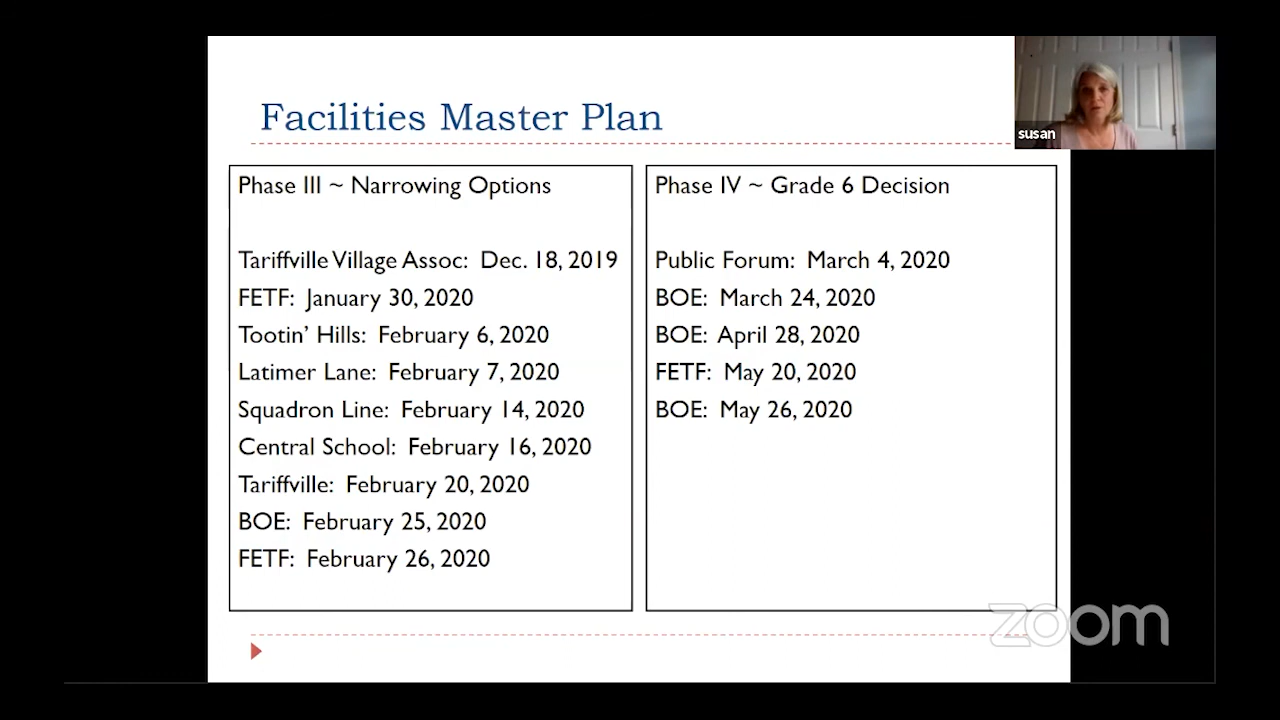 Facilities Master Plan
susan
Phase III ~ Narrowing Options
Tariffville Village Assoc: Dec. 18, 2019
FETF: January 30, 2020
Tootin' Hills: February 6, 2020
Latimer Lane: February 7, 2020
Squadron Line: February 14, 2020
Central School: February 16, 2020
Tariffville: February 20, 2020
BOE: February 25, 2020
FETF: February 26, 2020
Phase IV ~ Grade 6 Decision
Public Forum: March 4, 2020
BOE: March 24, 2020
BOE: April 28, 2020
FETF: May 20, 2020
BOE: May 26, 2020
zoom